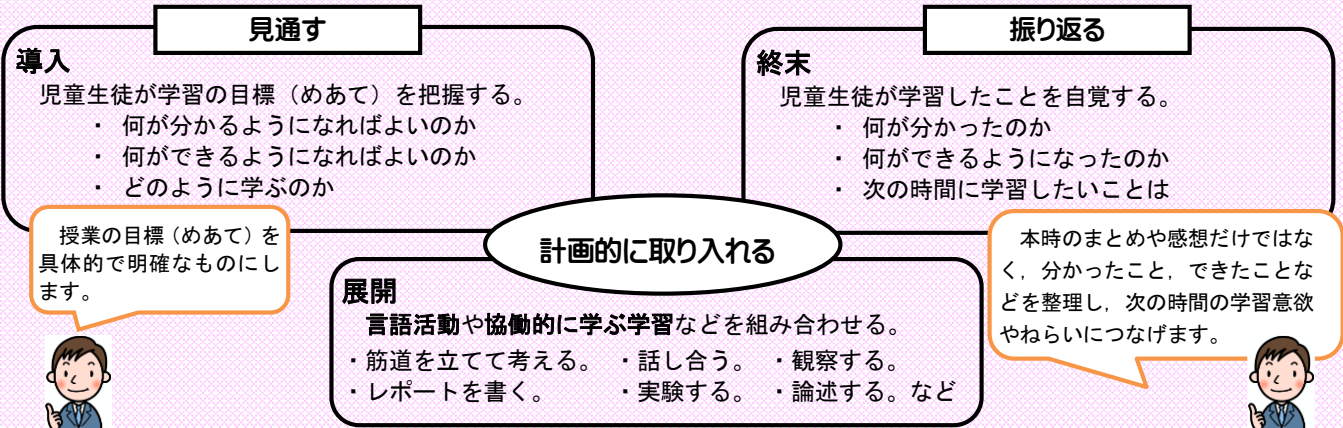 見通す
導入
児童生徒が学習の目標（めあて）を把握する。
・ 何が分かるようになればよいのか
・ 何ができるようになればよいのか
・ どのように学ぶのか
授業の目標（めあて）を
具体的で明確なものにし
ます。
振り返る
終末
児童生徒が学習したことを自覚する。
・ 何が分かったのか
・ 何ができるようになったのか
・ 次の時間に学習したいことは
本時のまとめや感想だけではな
く，分かったこと，できたことな
どを整理し，次の時間の学習意欲
やねらいにつなげます。
計画的に取り入れる
展開
言語活動や協働的に学ぶ学習などを組み合わせる。
・筋道を立てて考える。 ・話し合う。 ・観察する。
・レポートを書く。 ・実験する。 ・論述する。など